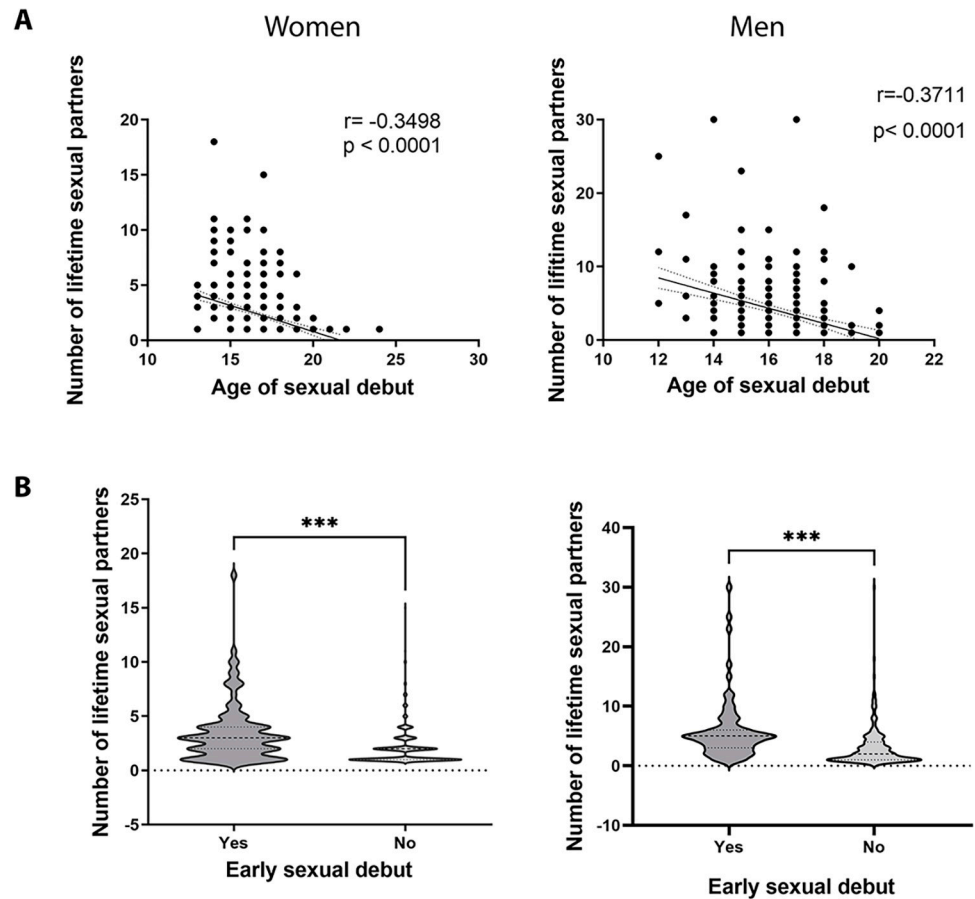 A
Women
Men
Number of lifetime sexual partners
20
15
10
5
0
r= -0.3498
p < 0.0001
10
15
20
25
30
Age of sexual debut
Number of lifitime sexual partners
30
20
10
0
r=-0.3711
p< 0.0001
10
12
14
16
18
20
22
Age of sexual debut
B
Number of lifetime sexual partners
25
20
15
10
5
0
-5
***
Yes
No
Early sexual debut
Number of lifetime sexual partners
40
30
20
10
0
-10
***
Yes
No
Early sexual debut